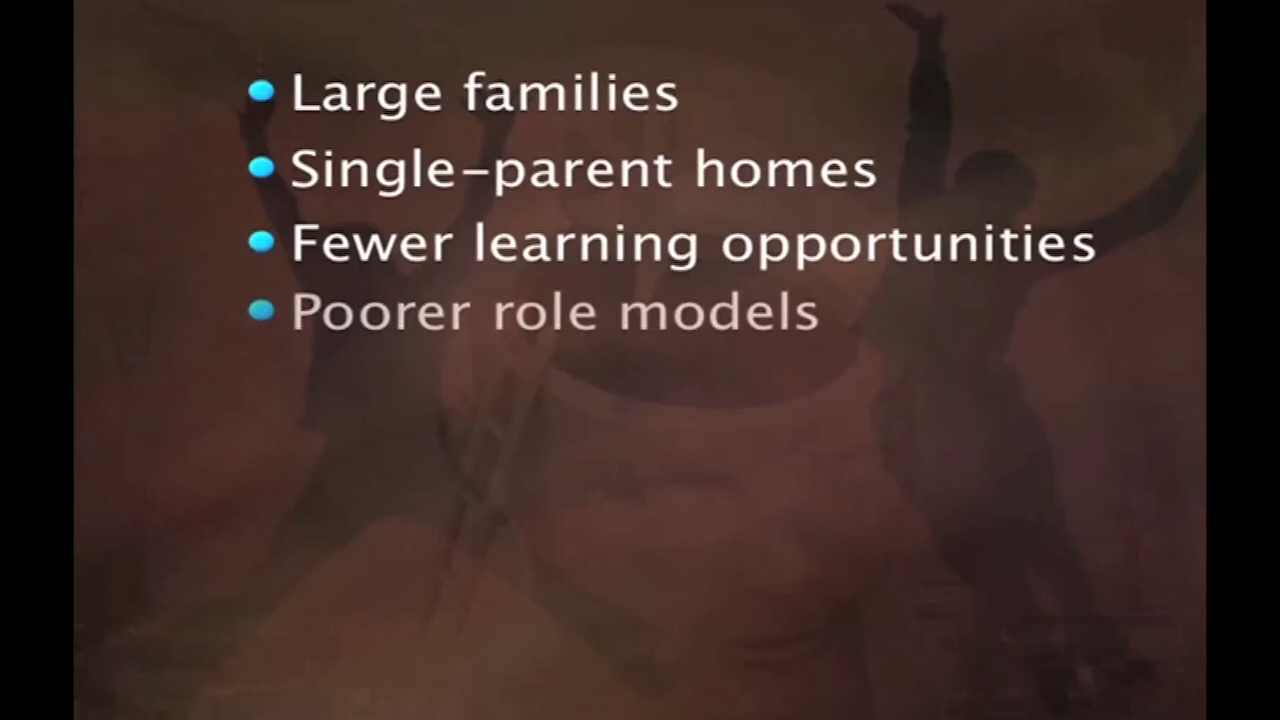 • Large families
• Single-parent homes
• Fewer learning opportunities
• Poorer role models